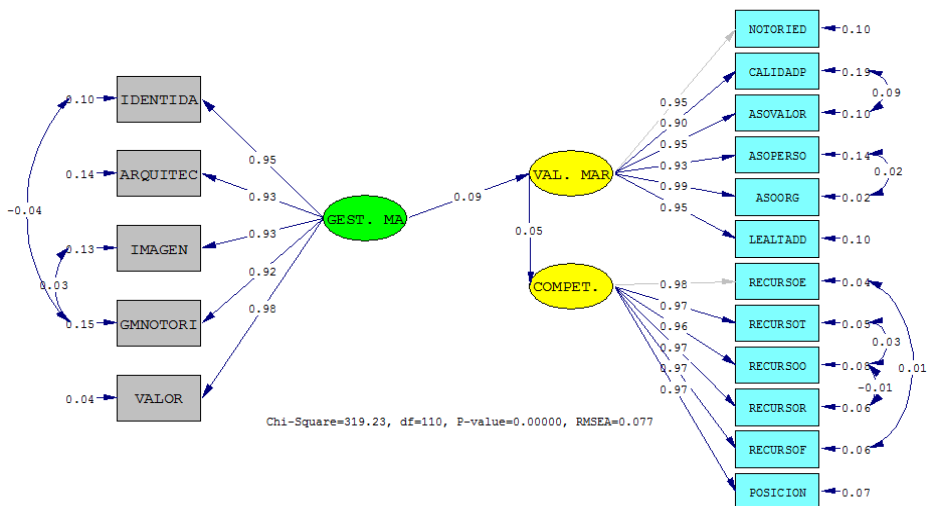 NOTORIED
0.10
CALIDADP
0.19
0.09
0.10
IDENTIDA
0.95
0.90
ASOVALOR
0.10
0.95
0.95
ASOPERSO
0.14
0.14
ARQUITEC
0.93
VAL. MAR
0.93
0.02
0.99
ASOORG
0.02
0.93
0.09
-0.04
GEST. MA
0.95
LEALTADD
0.10
0.13
IMAGEN
0.93
0.05
0.92
COMPET.
0.98
RECURSOE
0.04
0.03
0.97
0.98
RECURSOT
0.05
0.15
GMNOTORI
0.96
0.03
RECURSOO
0.08
0.01
0.97
-0.01
0.04
VALOR
0.97
RECURSOR
0.06
0.97
Chi-Square=319.23, df=110, P-value=0.00000, RMSEA=0.077
RECURSOF
0.06
POSICION
0.07